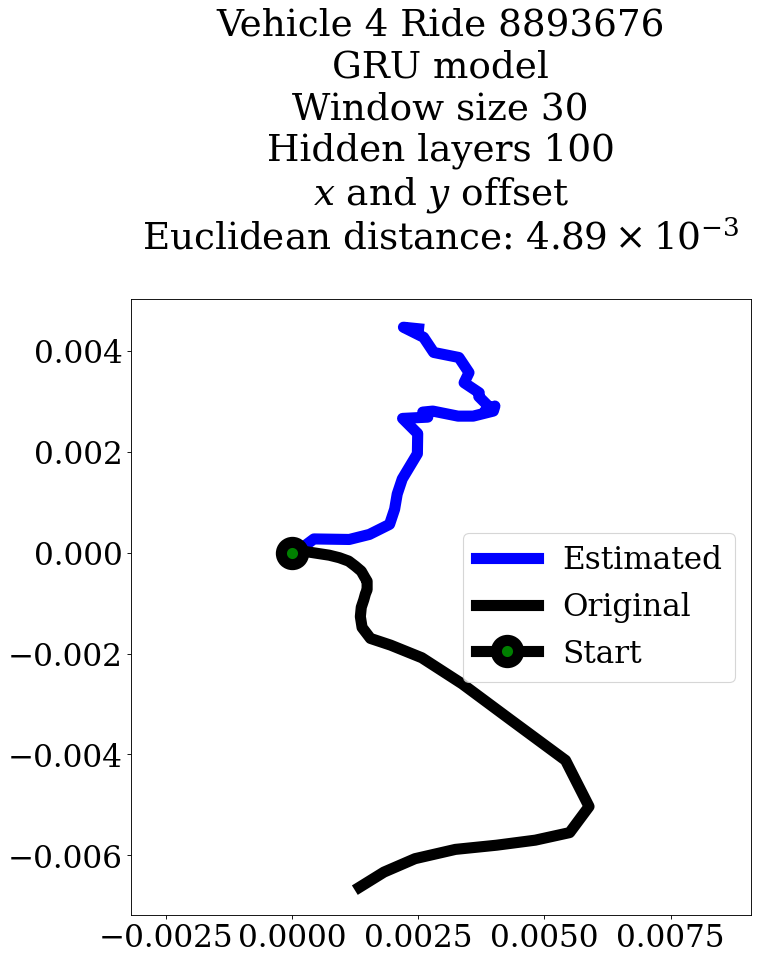 Vehicle 4 Ride 8893676
GRU model
Window size 30
Hidden layers 100
x and y offset
Euclidean distance: 4.89 × 10⁻³
0.004
0.002
0.000
−0.002
−0.004
−0.006
Estimated
Original
Start
−0.0025 0.0000 0.0025 0.0050 0.0075